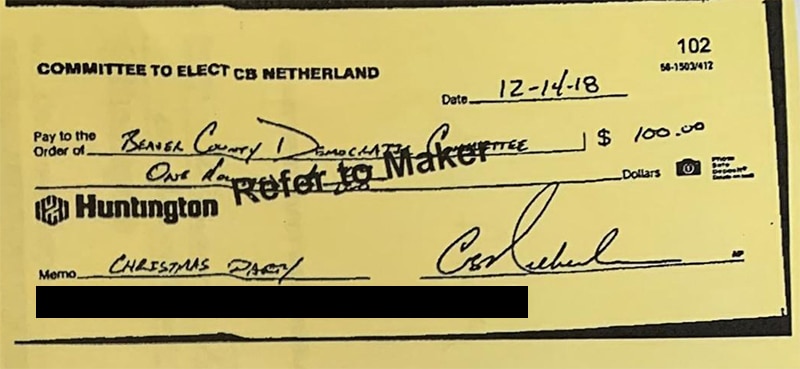 102
COMMITTEE TO ELECT CB NETHERLAND
56-1503/412
Date 12-14-18
Pay to the
Order of BEAVER COUNTY DEMOCRATIC COMMITTEE $ 100.00
ONE Dollars
Refer to Maker
Huntington
Memo CHRISTMAS PARTY
MP